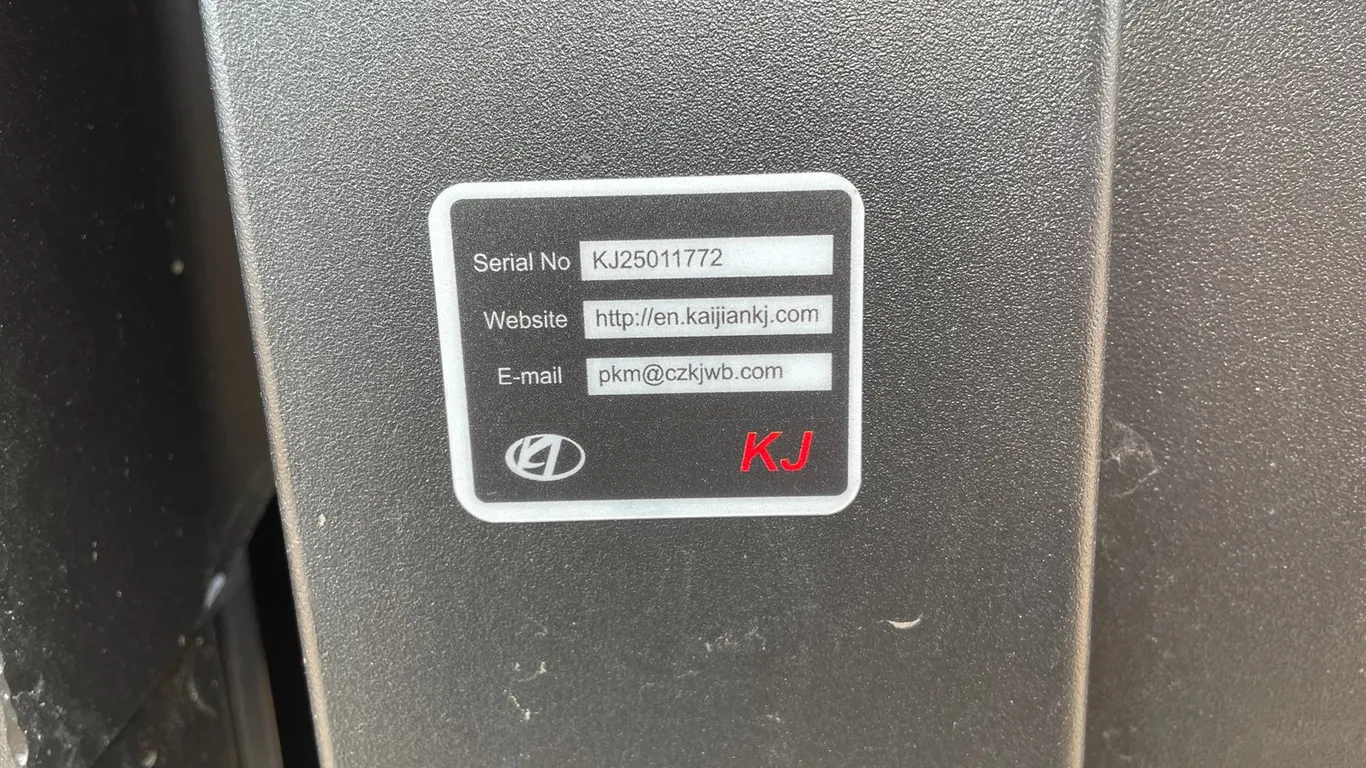 Serial No KJ25011772
Website http://en.kaijiankj.com
E-mail pkm@czkjwb.com
KJ